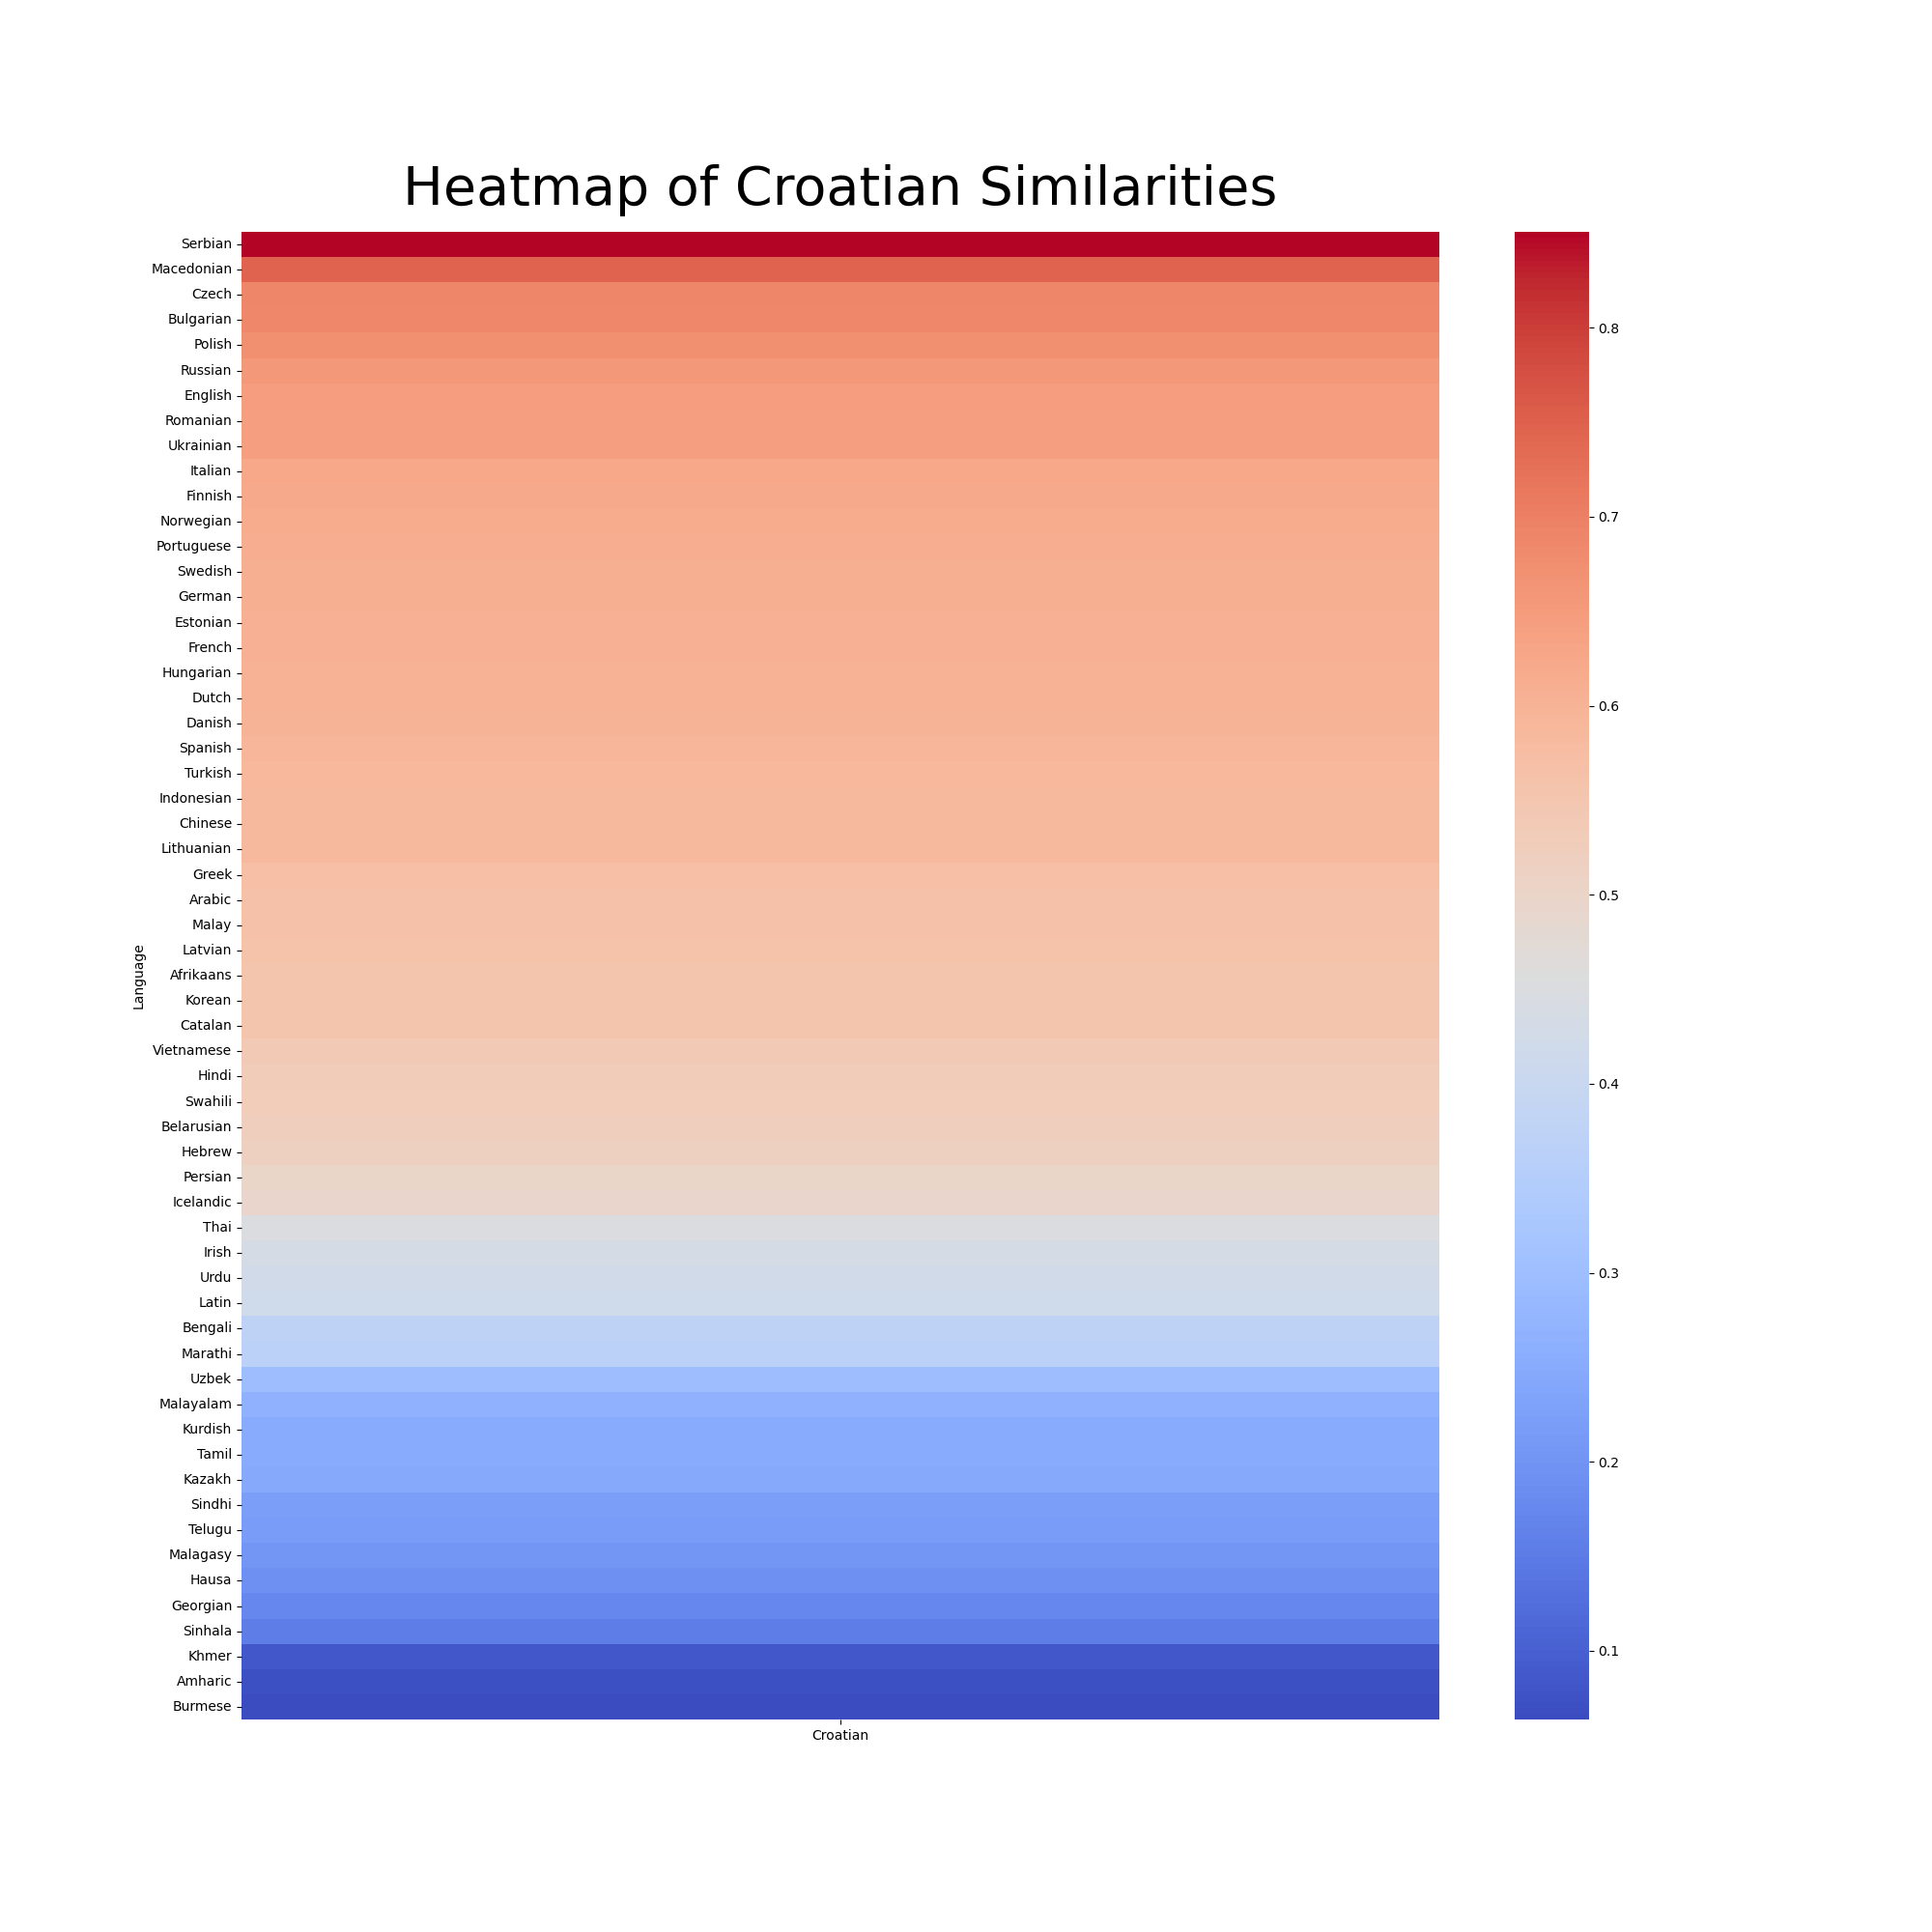 Heatmap of Croatian Similarities
Serbian
Macedonian
Czech
Bulgarian
Polish
Russian
English
Romanian
Ukrainian
Italian
Finnish
Norwegian
Portuguese
Swedish
German
Estonian
French
Hungarian
Dutch
Danish
Spanish
Turkish
Indonesian
Chinese
Lithuanian
Greek
Arabic
Malay
Latvian
Afrikaans
Korean
Catalan
Vietnamese
Hindi
Swahili
Belarusian
Hebrew
Persian
Icelandic
Thai
Irish
Urdu
Latin
Bengali
Marathi
Uzbek
Malayalam
Kurdish
Tamil
Kazakh
Sindhi
Telugu
Malagasy
Hausa
Georgian
Sinhala
Khmer
Amharic
Burmese
Language
Croatian
0.8
0.7
0.6
0.5
0.4
0.3
0.2
0.1